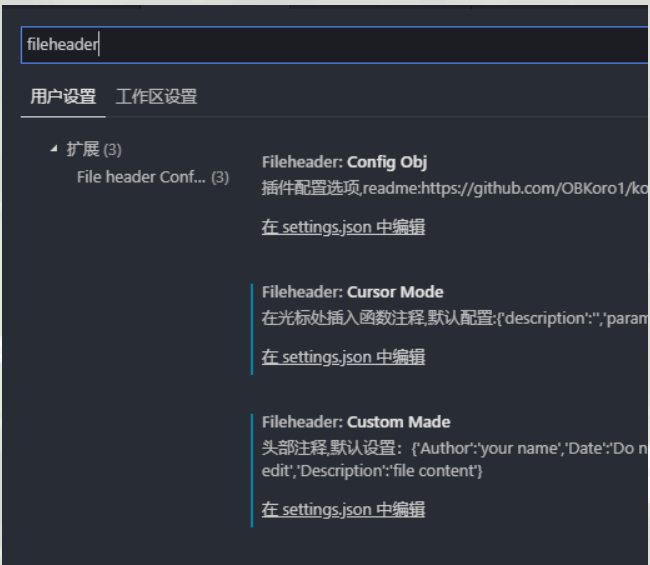 fileheader
用户设置 工作区设置
扩展 (3)
File header Conf... (3)
Fileheader: Config Obj
插件配置选项,readme:https://github.com/OBKoro1/ko
在 settings.json 中编辑
Fileheader: Cursor Mode
在光标处插入函数注释,默认配置:{'description':'','param
在 settings.json 中编辑
Fileheader: Custom Made
头部注释,默认设置：{'Author':'your name','Date':'Do n
edit','Description':'file content'}
在 settings.json 中编辑